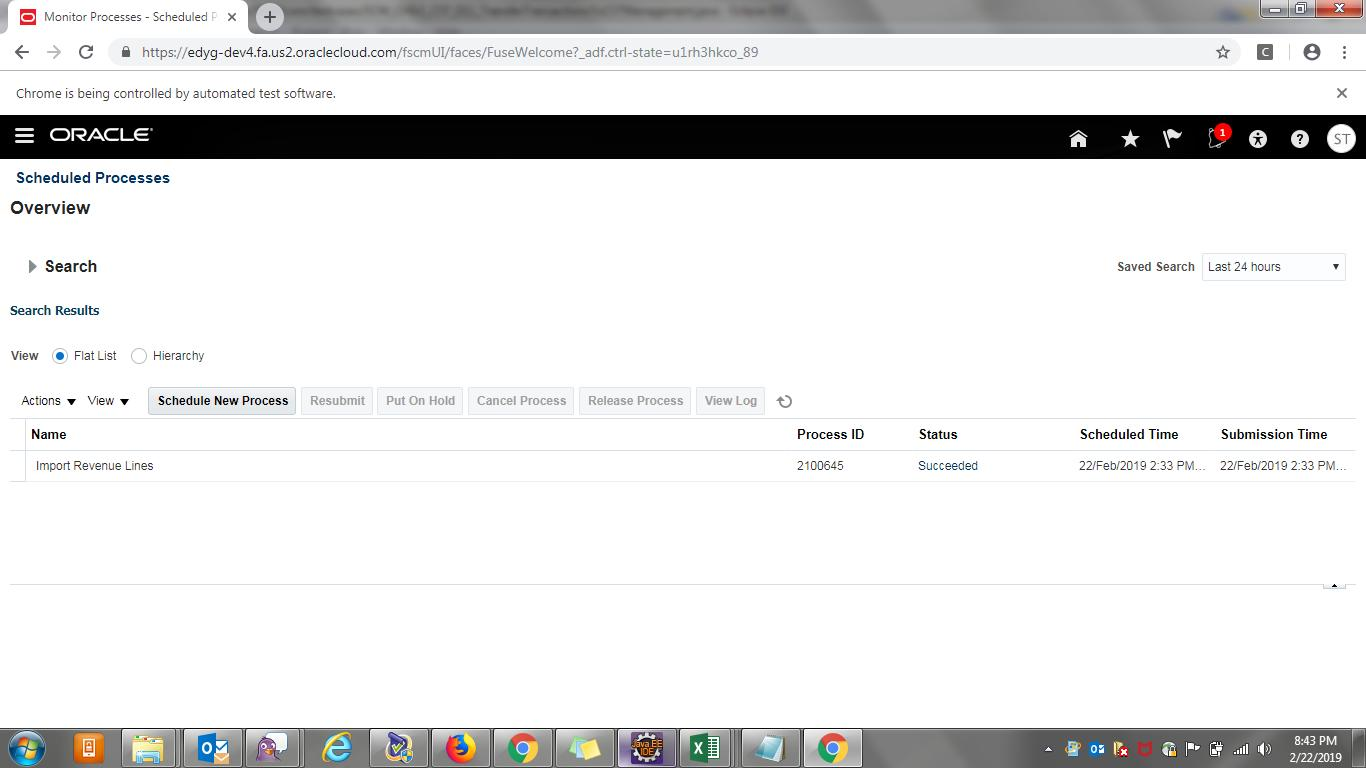 Monitor Processes - Scheduled P
https://edyg-dev4.fa.us2.oraclecloud.com/fscmUI/faces/FuseWelcome?_adf.ctrl-state=u1rh3hkco_89
C
Chrome is being controlled by automated test software.
ORACLE
1
?
ST
Scheduled Processes
Overview
Search
Saved Search Last 24 hours
Search Results
View Flat List Hierarchy
Actions View Schedule New Process Resubmit Put On Hold Cancel Process Release Process View Log
Name Process ID Status Scheduled Time Submission Time
Import Revenue Lines 2100645 Succeeded 22/Feb/2019 2:33 PM... 22/Feb/2019 2:33 PM...
Java EE
IDE
8:43 PM
2/22/2019